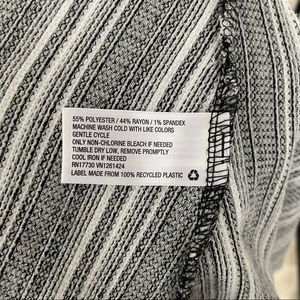 55% POLYESTER / 44% RAYON / 1% SPANDEX
MACHINE WASH COLD WITH LIKE COLORS
GENTLE CYCLE
ONLY NON-CHLORINE BLEACH IF NEEDED
TUMBLE DRY LOW, REMOVE PROMPTLY
COOL IRON IF NEEDED
RN17730 VN1261424
LABEL MADE FROM 100% RECYCLED PLASTIC